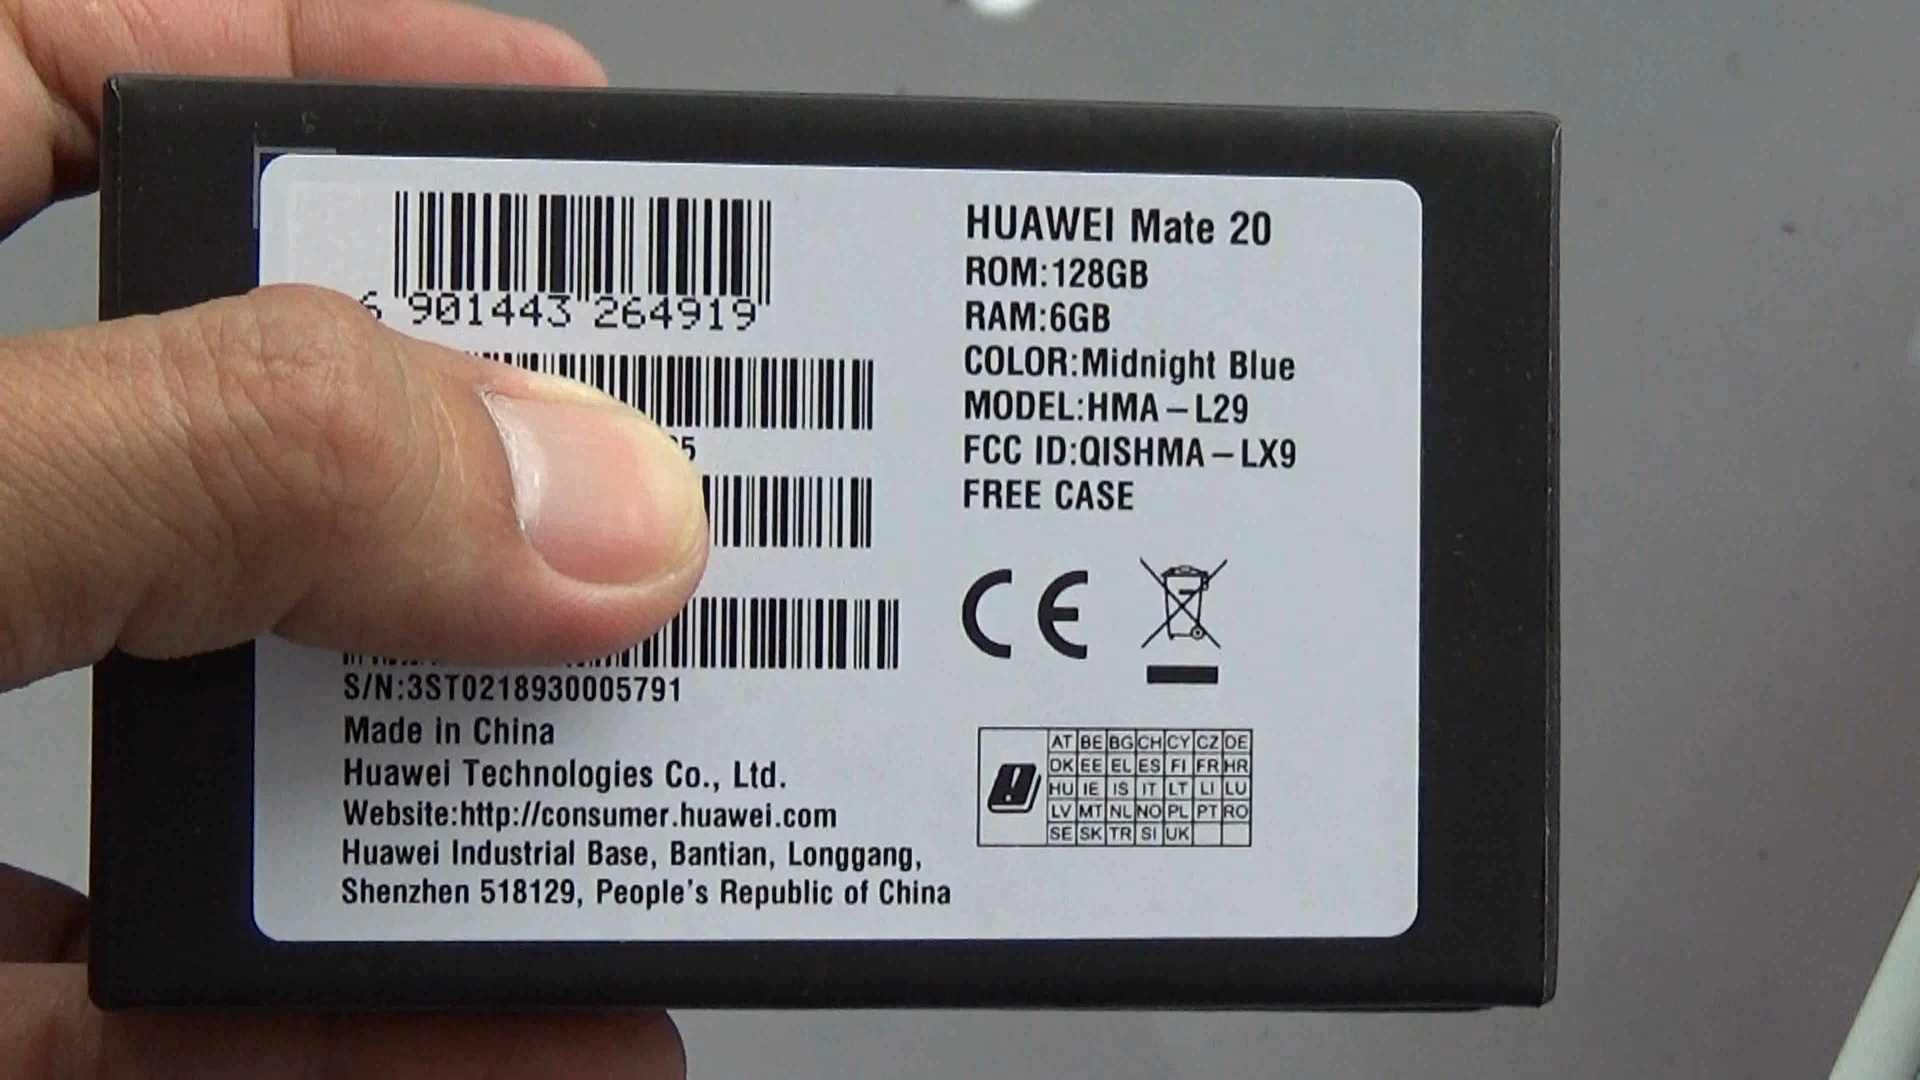 6 901443 264919
5
S/N:3ST0218930005791
Made in China
Huawei Technologies Co., Ltd.
Website:http://consumer.huawei.com
Huawei Industrial Base, Bantian, Longgang,
Shenzhen 518129, People's Republic of China
HUAWEI Mate 20
ROM:128GB
RAM:6GB
COLOR:Midnight Blue
MODEL:HMA-L29
FCC ID:QISHMA-LX9
FREE CASE
CE
AT BE BG CH CY CZ DE
DK EE EL ES FI FR HR
HU IE IS IT LT LI LU
LV MT NL NO PL PT RO
SE SK TR SI UK